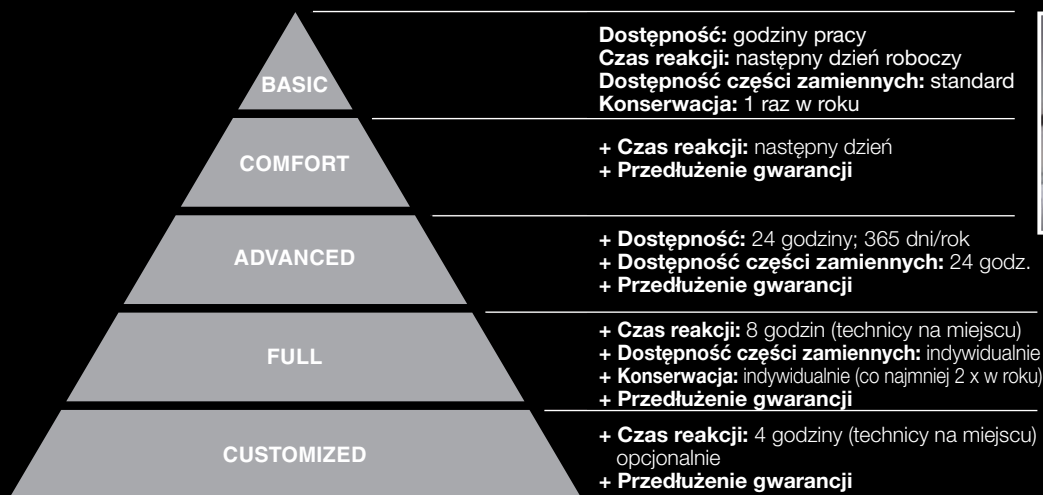 BASIC
Dostępność: godziny pracy
Czas reakcji: następny dzień roboczy
Dostępność części zamiennych: standard
Konserwacja: 1 raz w roku
COMFORT
+ Czas reakcji: następny dzień
+ Przedłużenie gwarancji
ADVANCED
+ Dostępność: 24 godziny; 365 dni/rok
+ Dostępność części zamiennych: 24 godz.
+ Przedłużenie gwarancji
FULL
+ Czas reakcji: 8 godzin (technicy na miejscu)
+ Dostępność części zamiennych: indywidualnie
+ Konserwacja: indywidualnie (co najmniej 2 x w roku)
+ Przedłużenie gwarancji
CUSTOMIZED
+ Czas reakcji: 4 godziny (technicy na miejscu)
opcjonalnie
+ Przedłużenie gwarancji